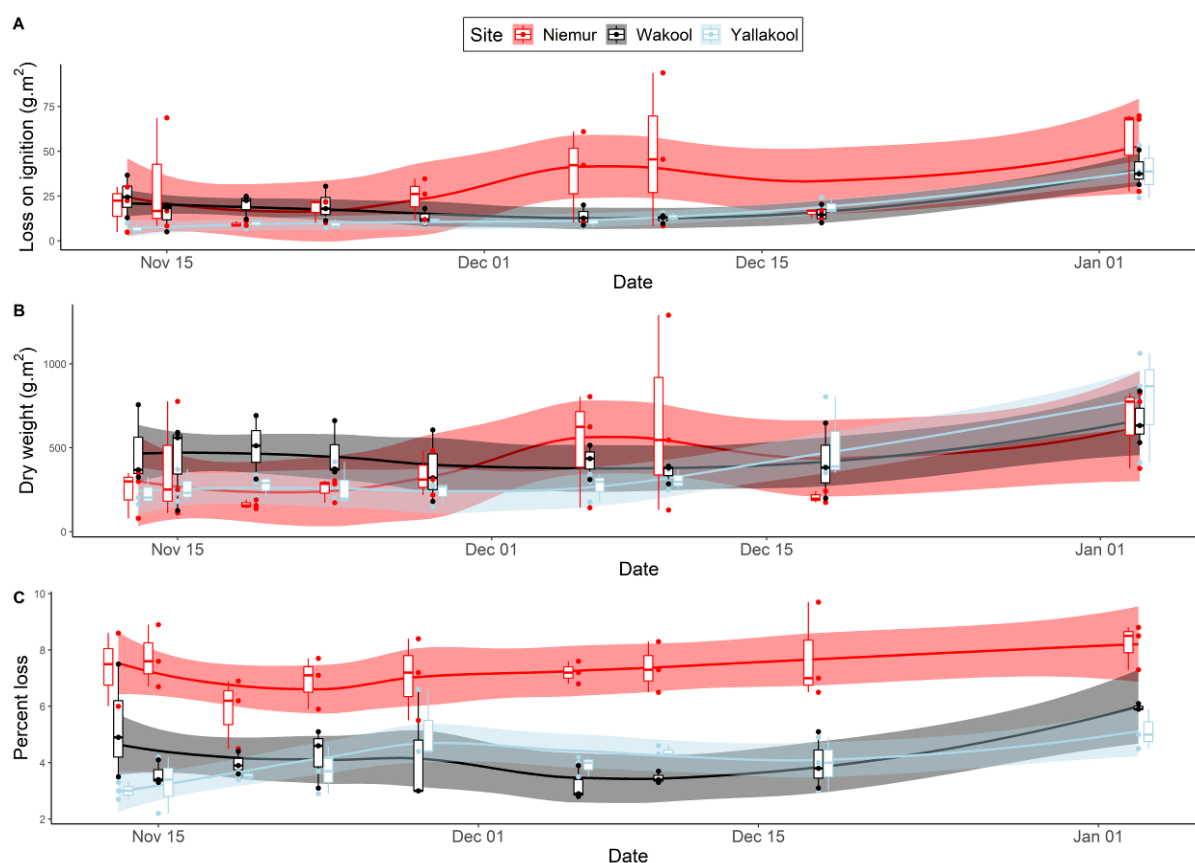 A
Site Niemur Wakool Yallakool
Loss on ignition (g.m²)
75
50
25
0
Nov 15 Dec 01 Dec 15 Jan 01
Date
B
Dry weight (g.m²)
1000
500
0
Nov 15 Dec 01 Dec 15 Jan 01
Date
C
Percent loss
10
8
6
4
2
Nov 15 Dec 01 Dec 15 Jan 01
Date